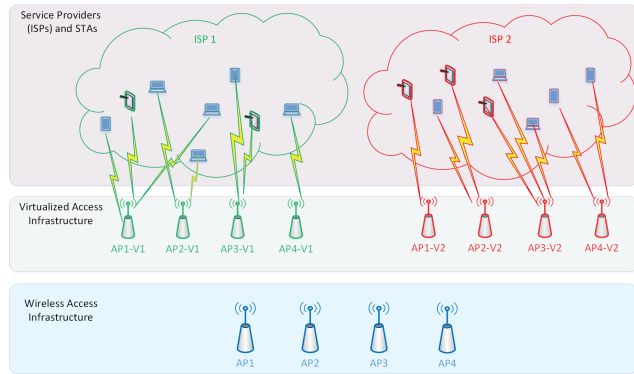 Service Providers
(ISPs) and STAs
ISP 1
ISP 2
Virtualized Access
Infrastructure
AP1-V1
AP2-V1
AP3-V1
AP4-V1
AP1-V2
AP2-V2
AP3-V2
AP4-V2
Wireless Access
Infrastructure
AP1
AP2
AP3
AP4